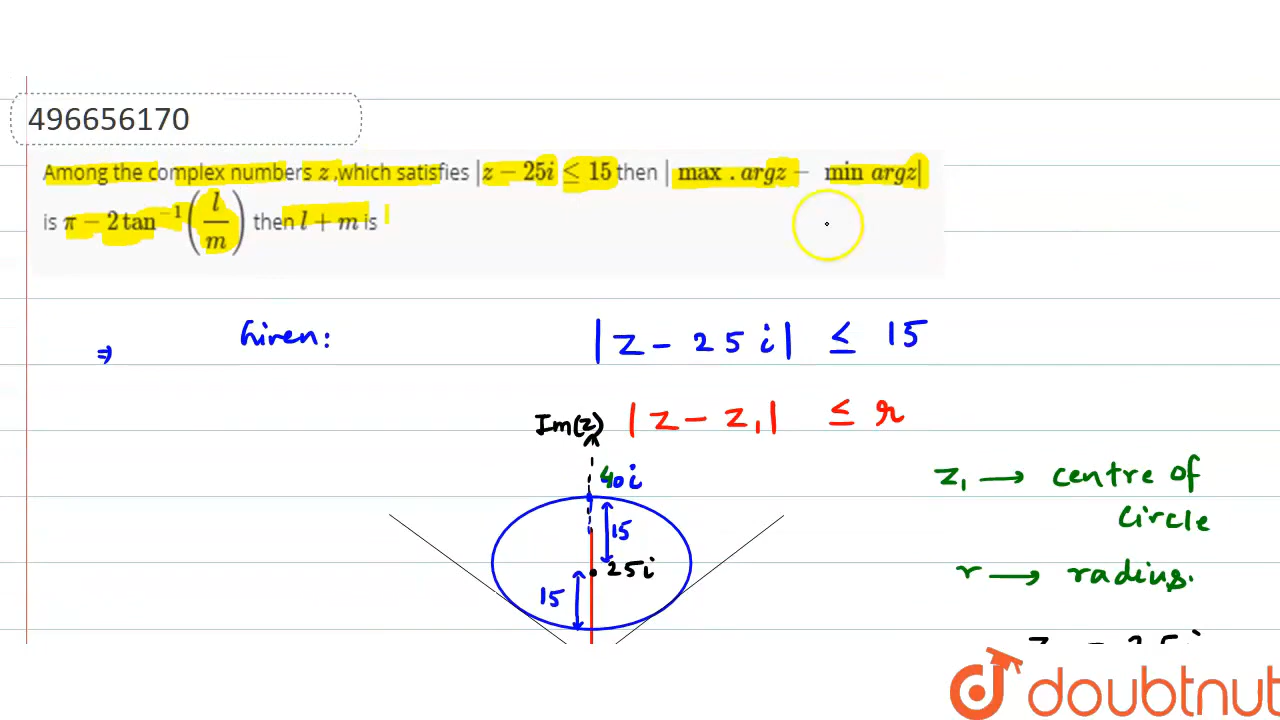 496656170
Among the complex numbers z ,which satisfies |z − 25i ≤ 15 then | max . argz − min argz|
is π − 2 tan⁻¹(l/m) then l + m is
Given:
⇒
|z - 25i| ≤ 15
Im(z) |z - z₁| ≤ r
40i
z₁ → centre of circle
15
25i
r → radius.
15
doubtnut